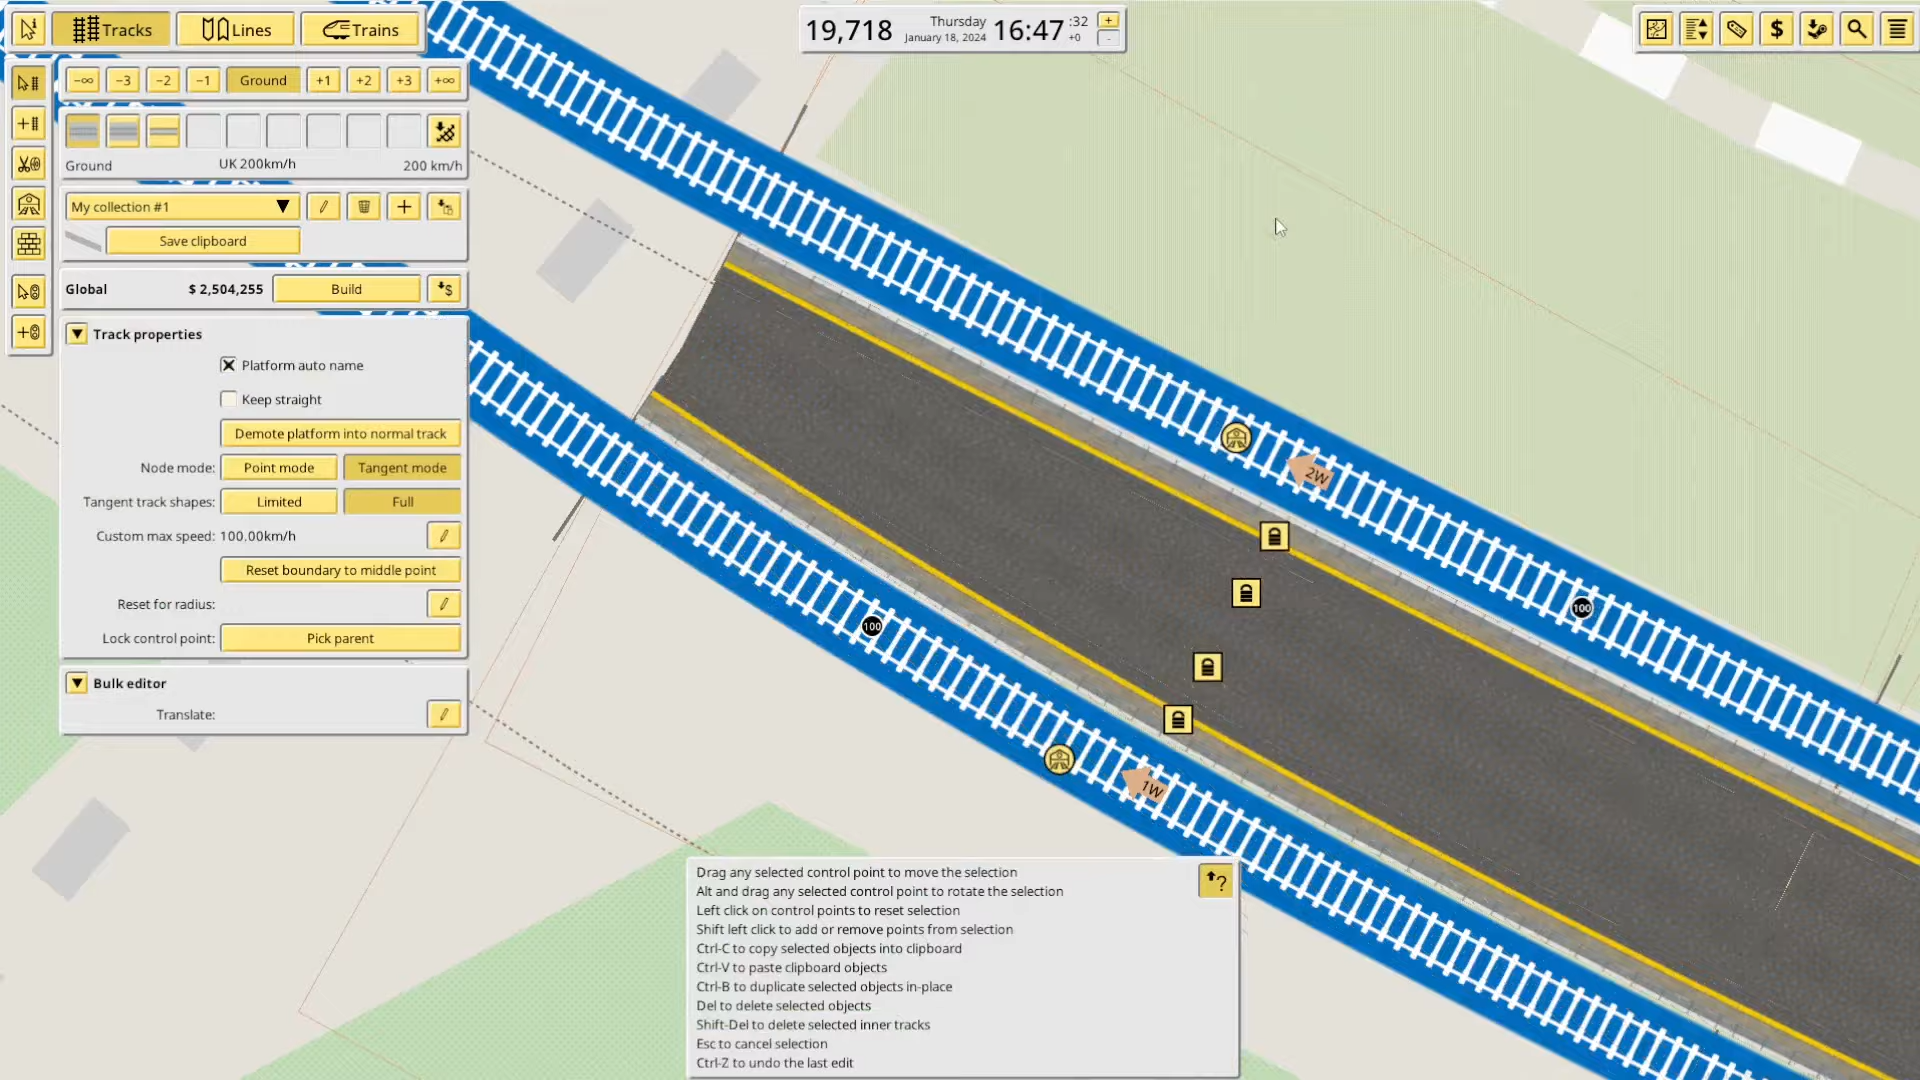 Tracks
Lines
Trains
19,718
Thursday
January 18, 2024
16:47
:32
+0
+
-
$
-∞
-3
-2
-1
Ground
+1
+2
+3
+∞
Ground
UK 200km/h
200 km/h
My collection #1
Save clipboard
Global
$ 2,504,255
Build
Track properties
Platform auto name
Keep straight
Demote platform into normal track
Node mode:
Point mode
Tangent mode
Tangent track shapes:
Limited
Full
Custom max speed:
100.00km/h
Reset boundary to middle point
Reset for radius:
Lock control point:
Pick parent
Bulk editor
Translate:
2W
100
100
1W
Drag any selected control point to move the selection
Alt and drag any selected control point to rotate the selection
Left click on control points to reset selection
Shift left click to add or remove points from selection
Ctrl-C to copy selected objects into clipboard
Ctrl-V to paste clipboard objects
Ctrl-B to duplicate selected objects in-place
Del to delete selected objects
Shift-Del to delete selected inner tracks
Esc to cancel selection
Ctrl-Z to undo the last edit
?